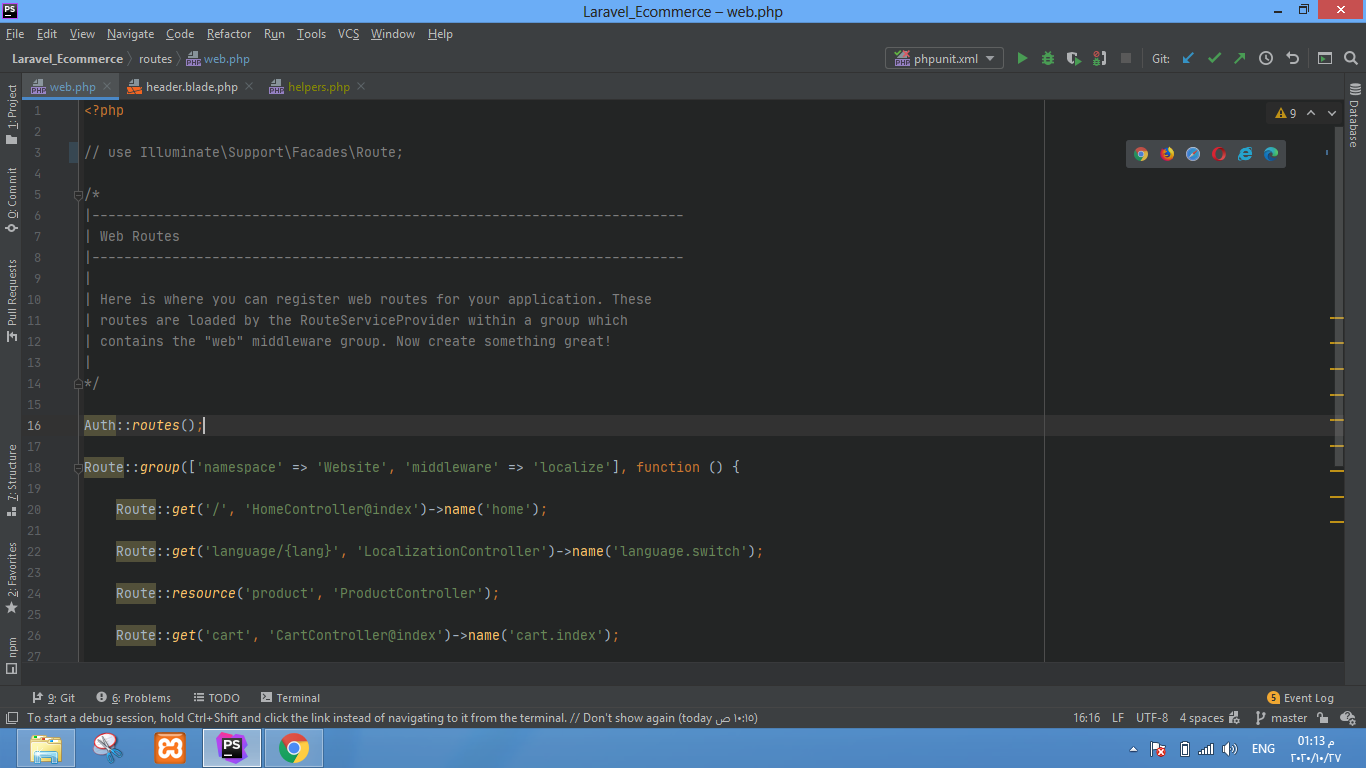 PS
Laravel_Ecommerce – web.php
File Edit View Navigate Code Refactor Run Tools VCS Window Help
Laravel_Ecommerce routes web.php phpunit.xml Git:
web.php header.blade.php helpers.php
1: Project
0: Commit
Pull Requests
7: Structure
2: Favorites
npm
Database
9
1 <?php
2
3 // use Illuminate\Support\Facades\Route;
4
5 /*
6 |--------------------------------------------------------------------------
7 | Web Routes
8 |--------------------------------------------------------------------------
9 |
10 | Here is where you can register web routes for your application. These
11 | routes are loaded by the RouteServiceProvider within a group which
12 | contains the "web" middleware group. Now create something great!
13 |
14 */
15
16 Auth::routes();
17
18 Route::group(['namespace' => 'Website', 'middleware' => 'localize'], function () {
19
20 Route::get('/', 'HomeController@index')->name('home');
21
22 Route::get('language/{lang}', 'LocalizationController')->name('language.switch');
23
24 Route::resource('product', 'ProductController');
25
26 Route::get('cart', 'CartController@index')->name('cart.index');
27
9: Git 6: Problems TODO Terminal 5 Event Log
To start a debug session, hold Ctrl+Shift and click the link instead of navigating to it from the terminal. // Don't show again (today ١٠:١٥ ص) 16:16 LF UTF-8 4 spaces master
PS ENG 01:13 م
٢٠٢٠/١٠/٢٧